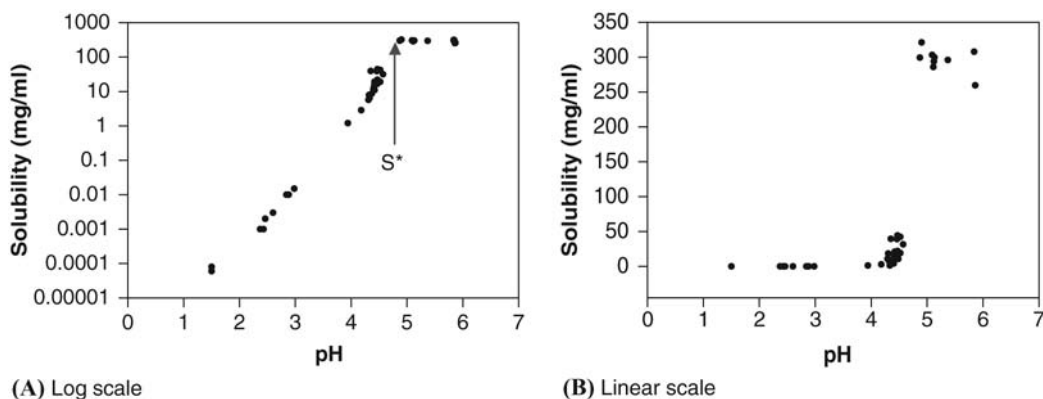 Solubility (mg/ml)
10000
1000
100
10
1
0.1
0.01
0.001
0.0001
0.00001
S*
0 1 2 3 4 5 6 7
pH
(A) Log scale
Solubility (mg/ml)
350
300
250
200
150
100
50
0
0 1 2 3 4 5 6 7
pH
(B) Linear scale